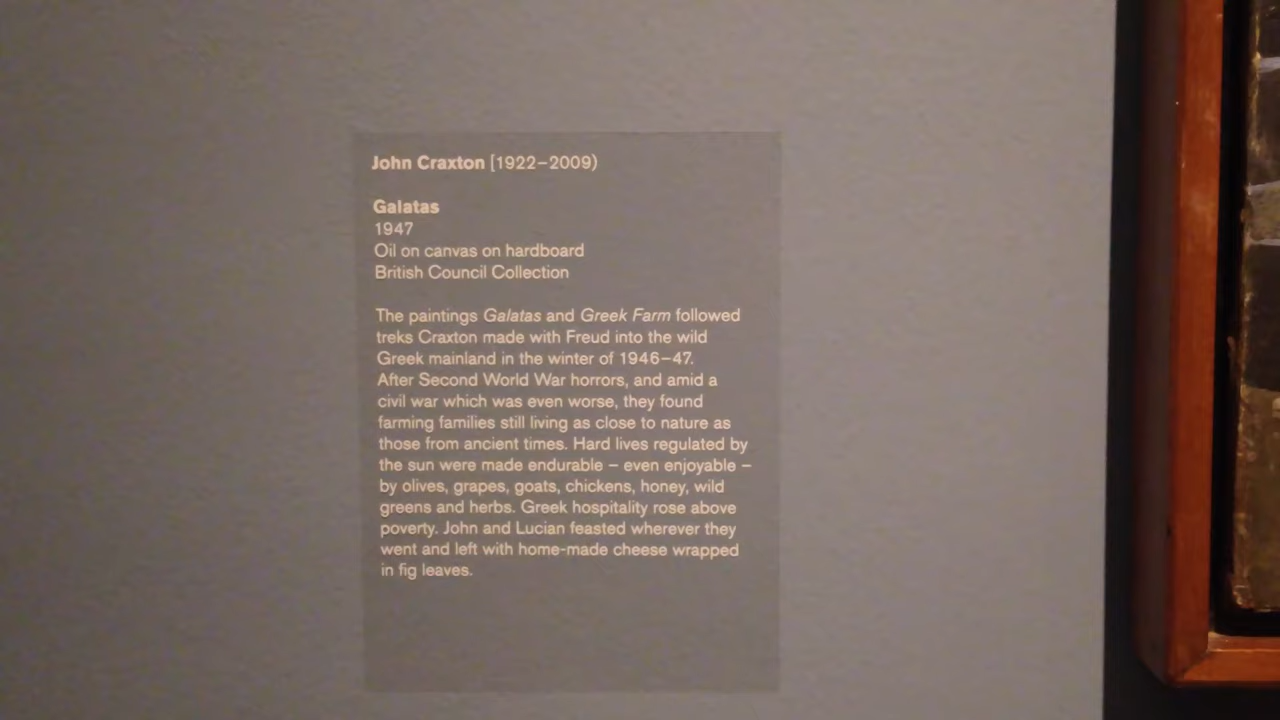 John Craxton (1922–2009)
Galatas
1947
Oil on canvas on hardboard
British Council Collection
The paintings Galatas and Greek Farm followed
treks Craxton made with Freud into the wild
Greek mainland in the winter of 1946–47.
After Second World War horrors, and amid a
civil war which was even worse, they found
farming families still living as close to nature as
those from ancient times. Hard lives regulated by
the sun were made endurable – even enjoyable –
by olives, grapes, goats, chickens, honey, wild
greens and herbs. Greek hospitality rose above
poverty. John and Lucian feasted wherever they
went and left with home-made cheese wrapped
in fig leaves.